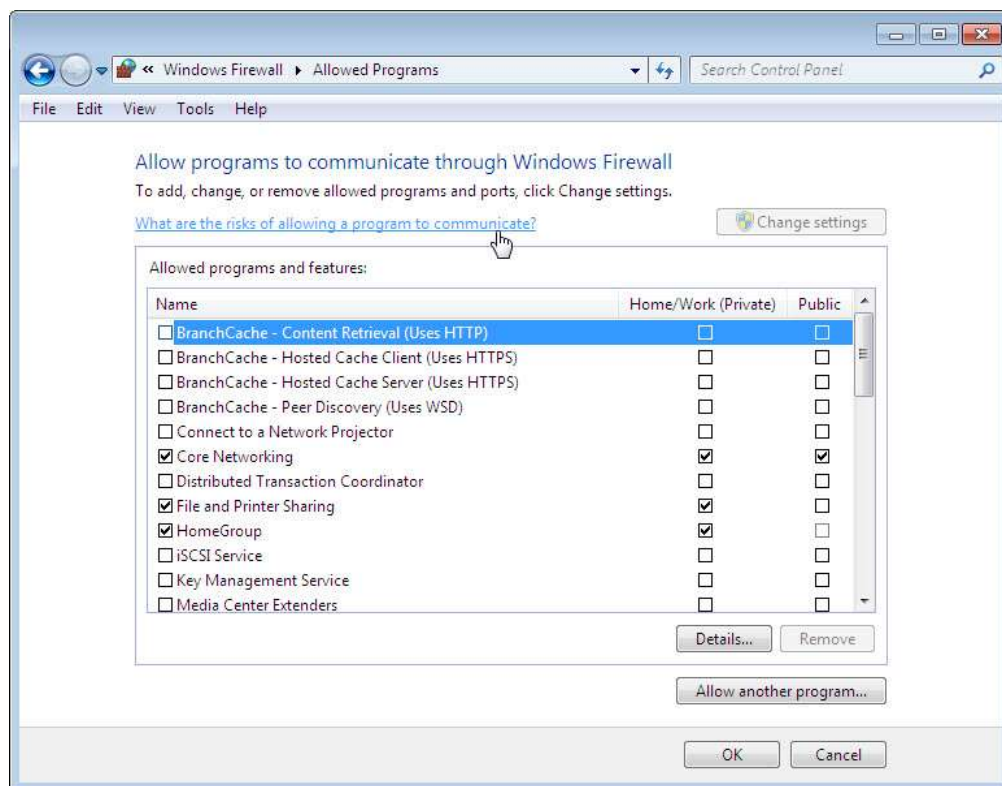 « Windows Firewall ▸ Allowed Programs Search Control Panel
File Edit View Tools Help
Allow programs to communicate through Windows Firewall
To add, change, or remove allowed programs and ports, click Change settings.
What are the risks of allowing a program to communicate? Change settings
Allowed programs and features:
Name Home/Work (Private) Public
BranchCache - Content Retrieval (Uses HTTP)
BranchCache - Hosted Cache Client (Uses HTTPS)
BranchCache - Hosted Cache Server (Uses HTTPS)
BranchCache - Peer Discovery (Uses WSD)
Connect to a Network Projector
Core Networking
Distributed Transaction Coordinator
File and Printer Sharing
HomeGroup
iSCSI Service
Key Management Service
Media Center Extenders
Details... Remove
Allow another program...
OK Cancel